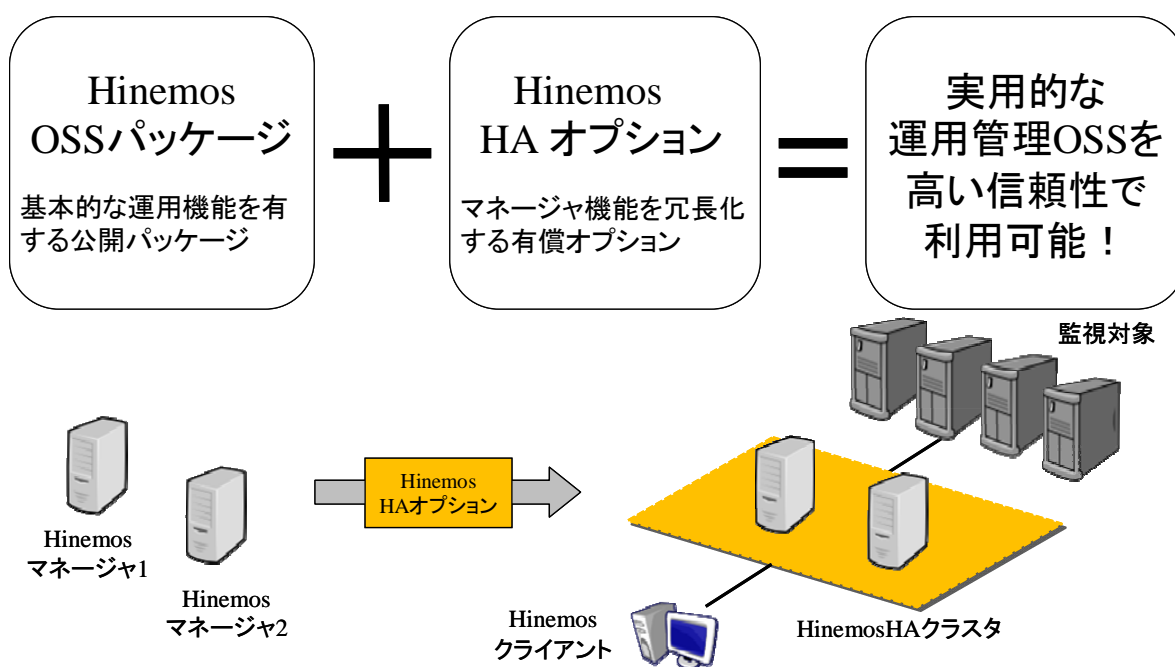 Hinemos
OSSパッケージ
基本的な運用機能を有
する公開パッケージ
+
Hinemos
HA オプション
マネージャ機能を冗長化
する有償オプション
=
実用的な
運用管理OSSを
高い信頼性で
利用可能！
監視対象
Hinemos
マネージャ1
Hinemos
マネージャ2
Hinemos
HAオプション
Hinemos
クライアント
HinemosHAクラスタ